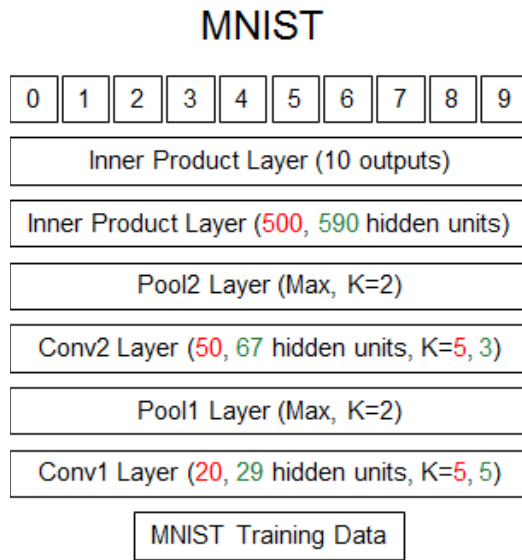 MNIST
0 1 2 3 4 5 6 7 8 9
Inner Product Layer (10 outputs)
Inner Product Layer (500, 590 hidden units)
Pool2 Layer (Max, K=2)
Conv2 Layer (50, 67 hidden units, K=5, 3)
Pool1 Layer (Max, K=2)
Conv1 Layer (20, 29 hidden units, K=5, 5)
MNIST Training Data